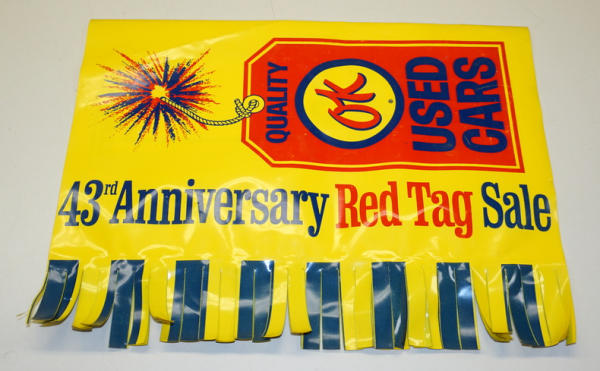 QUALITY
OK
USED
CARS
43rd Anniversary Red Tag Sale